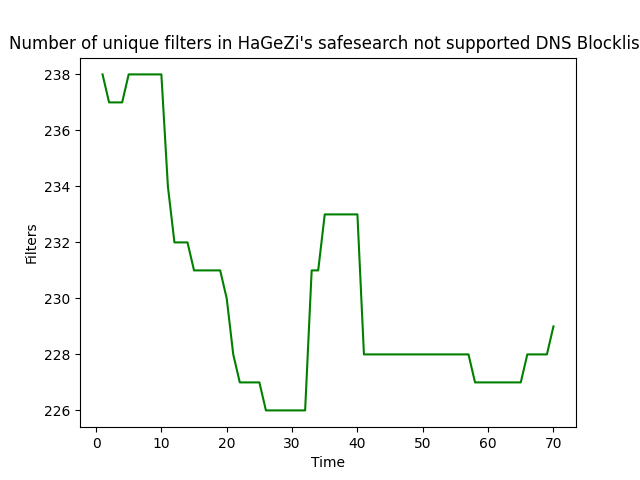 Number of unique filters in HaGeZi's safesearch not supported DNS Blocklis
238
236
234
232
230
228
226
Filters
0 10 20 30 40 50 60 70
Time